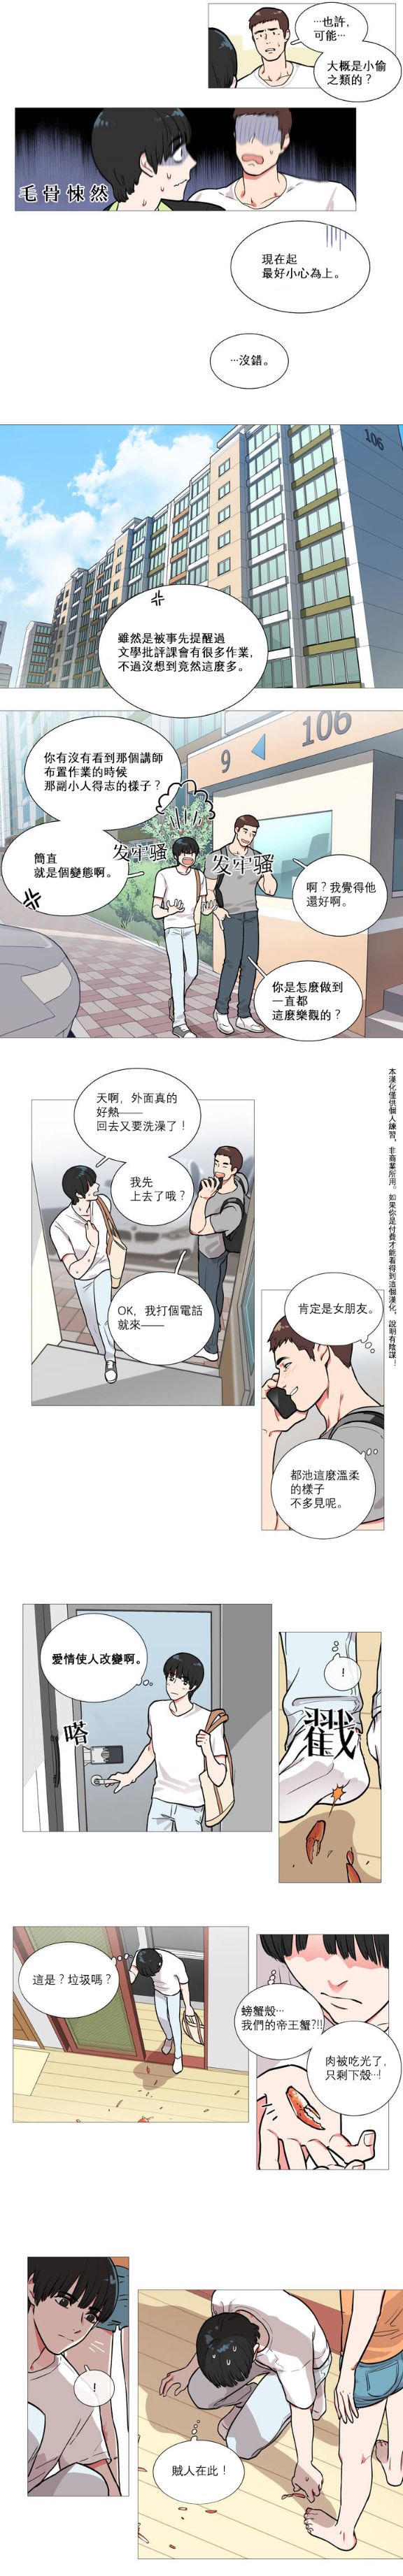 …也許，
可能…
大概是小偷
之類的？
毛骨悚然
現在起
最好小心為上。
…沒錯。
106
雖然是被事先提醒過
文學批評課會有很多作業，
不過沒想到竟然這麼多。
9
106
你有沒有看到那個講師
布置作業的時候
那副小人得志的樣子？
发牢骚
发牢骚
簡直
就是個變態啊。
啊？我覺得他
還好啊。
你是怎麼做到
一直都
這麼樂觀的？
天啊，外面真的
好熱——
回去又要洗澡了！
我先
上去了哦？
OK，我打個電話
就來——
本漢化僅供個人練習，非商業所用。如果你是付費才能看得到這個漢化，說明有陰謀！
肯定是女朋友。
都池這麼溫柔
的樣子
不多見呢。
愛情使人改變啊。
嗒
！
戳
這是？垃圾嗎？
螃蟹殼…
我們的帝王蟹?!!
肉被吃光了，
只剩下殼…!
！
賊人在此！